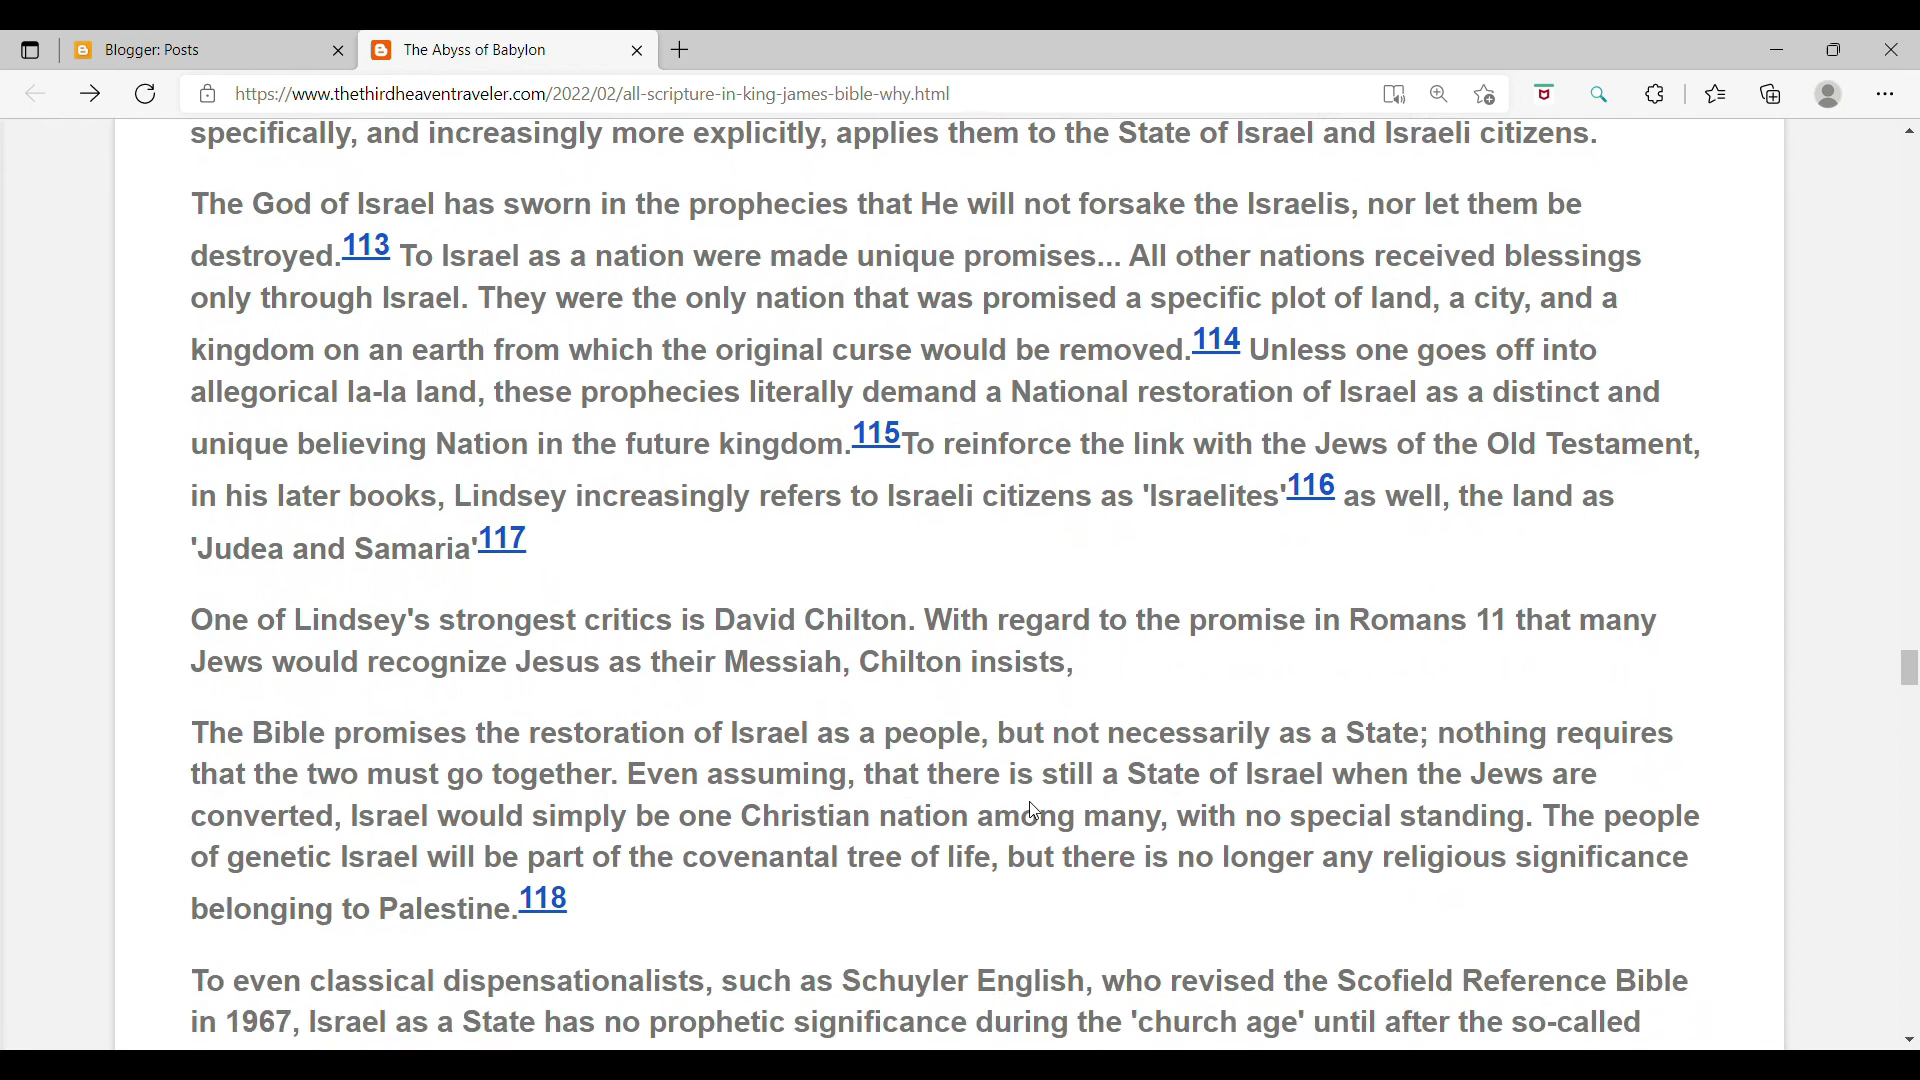 Blogger: Posts
The Abyss of Babylon
https://www.thethirdheaventraveler.com/2022/02/all-scripture-in-king-james-bible-why.html
specifically, and increasingly more explicitly, applies them to the State of Israel and Israeli citizens.
The God of Israel has sworn in the prophecies that He will not forsake the Israelis, nor let them be
destroyed.113 To Israel as a nation were made unique promises... All other nations received blessings
only through Israel. They were the only nation that was promised a specific plot of land, a city, and a
kingdom on an earth from which the original curse would be removed.114 Unless one goes off into
allegorical la-la land, these prophecies literally demand a National restoration of Israel as a distinct and
unique believing Nation in the future kingdom.115To reinforce the link with the Jews of the Old Testament,
in his later books, Lindsey increasingly refers to Israeli citizens as 'Israelites'116 as well, the land as
'Judea and Samaria'117
One of Lindsey's strongest critics is David Chilton. With regard to the promise in Romans 11 that many
Jews would recognize Jesus as their Messiah, Chilton insists,
The Bible promises the restoration of Israel as a people, but not necessarily as a State; nothing requires
that the two must go together. Even assuming, that there is still a State of Israel when the Jews are
converted, Israel would simply be one Christian nation among many, with no special standing. The people
of genetic Israel will be part of the covenantal tree of life, but there is no longer any religious significance
belonging to Palestine.118
To even classical dispensationalists, such as Schuyler English, who revised the Scofield Reference Bible
in 1967, Israel as a State has no prophetic significance during the 'church age' until after the so-called